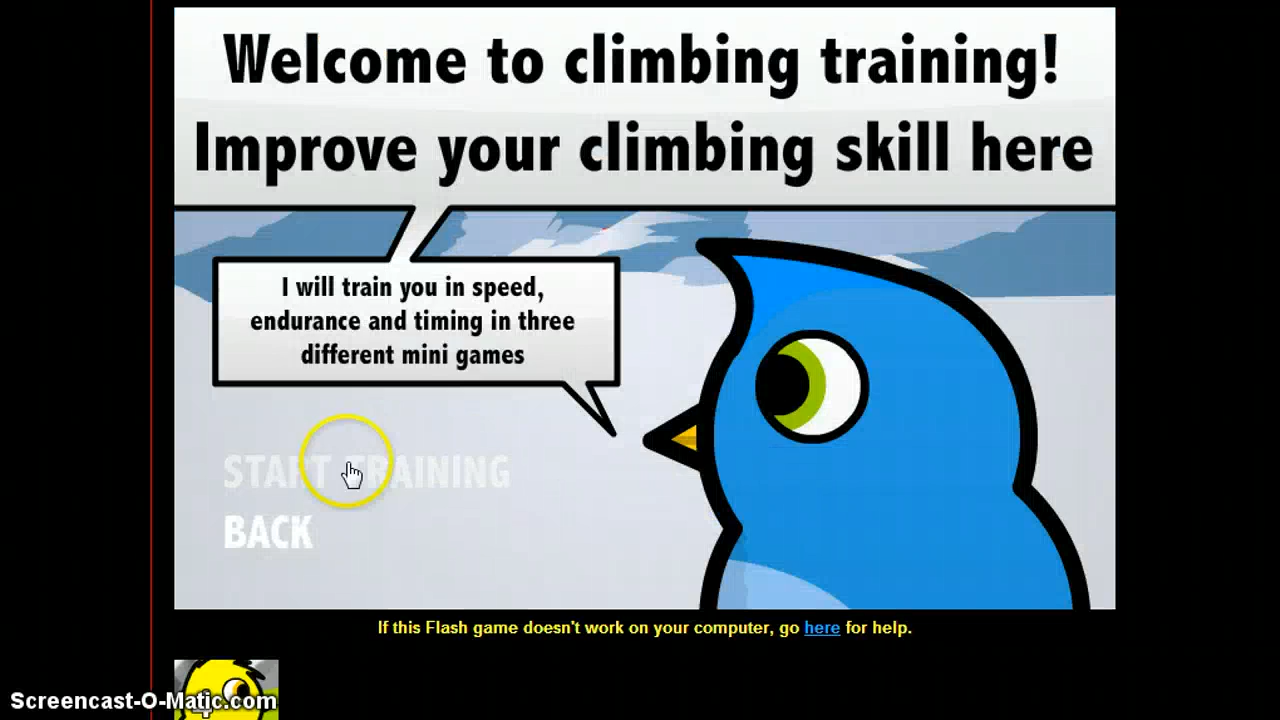 Welcome to climbing training!
Improve your climbing skill here
I will train you in speed,
endurance and timing in three
different mini games
START TRAINING
BACK
If this Flash game doesn't work on your computer, go here for help.
Screencast-O-Matic.com